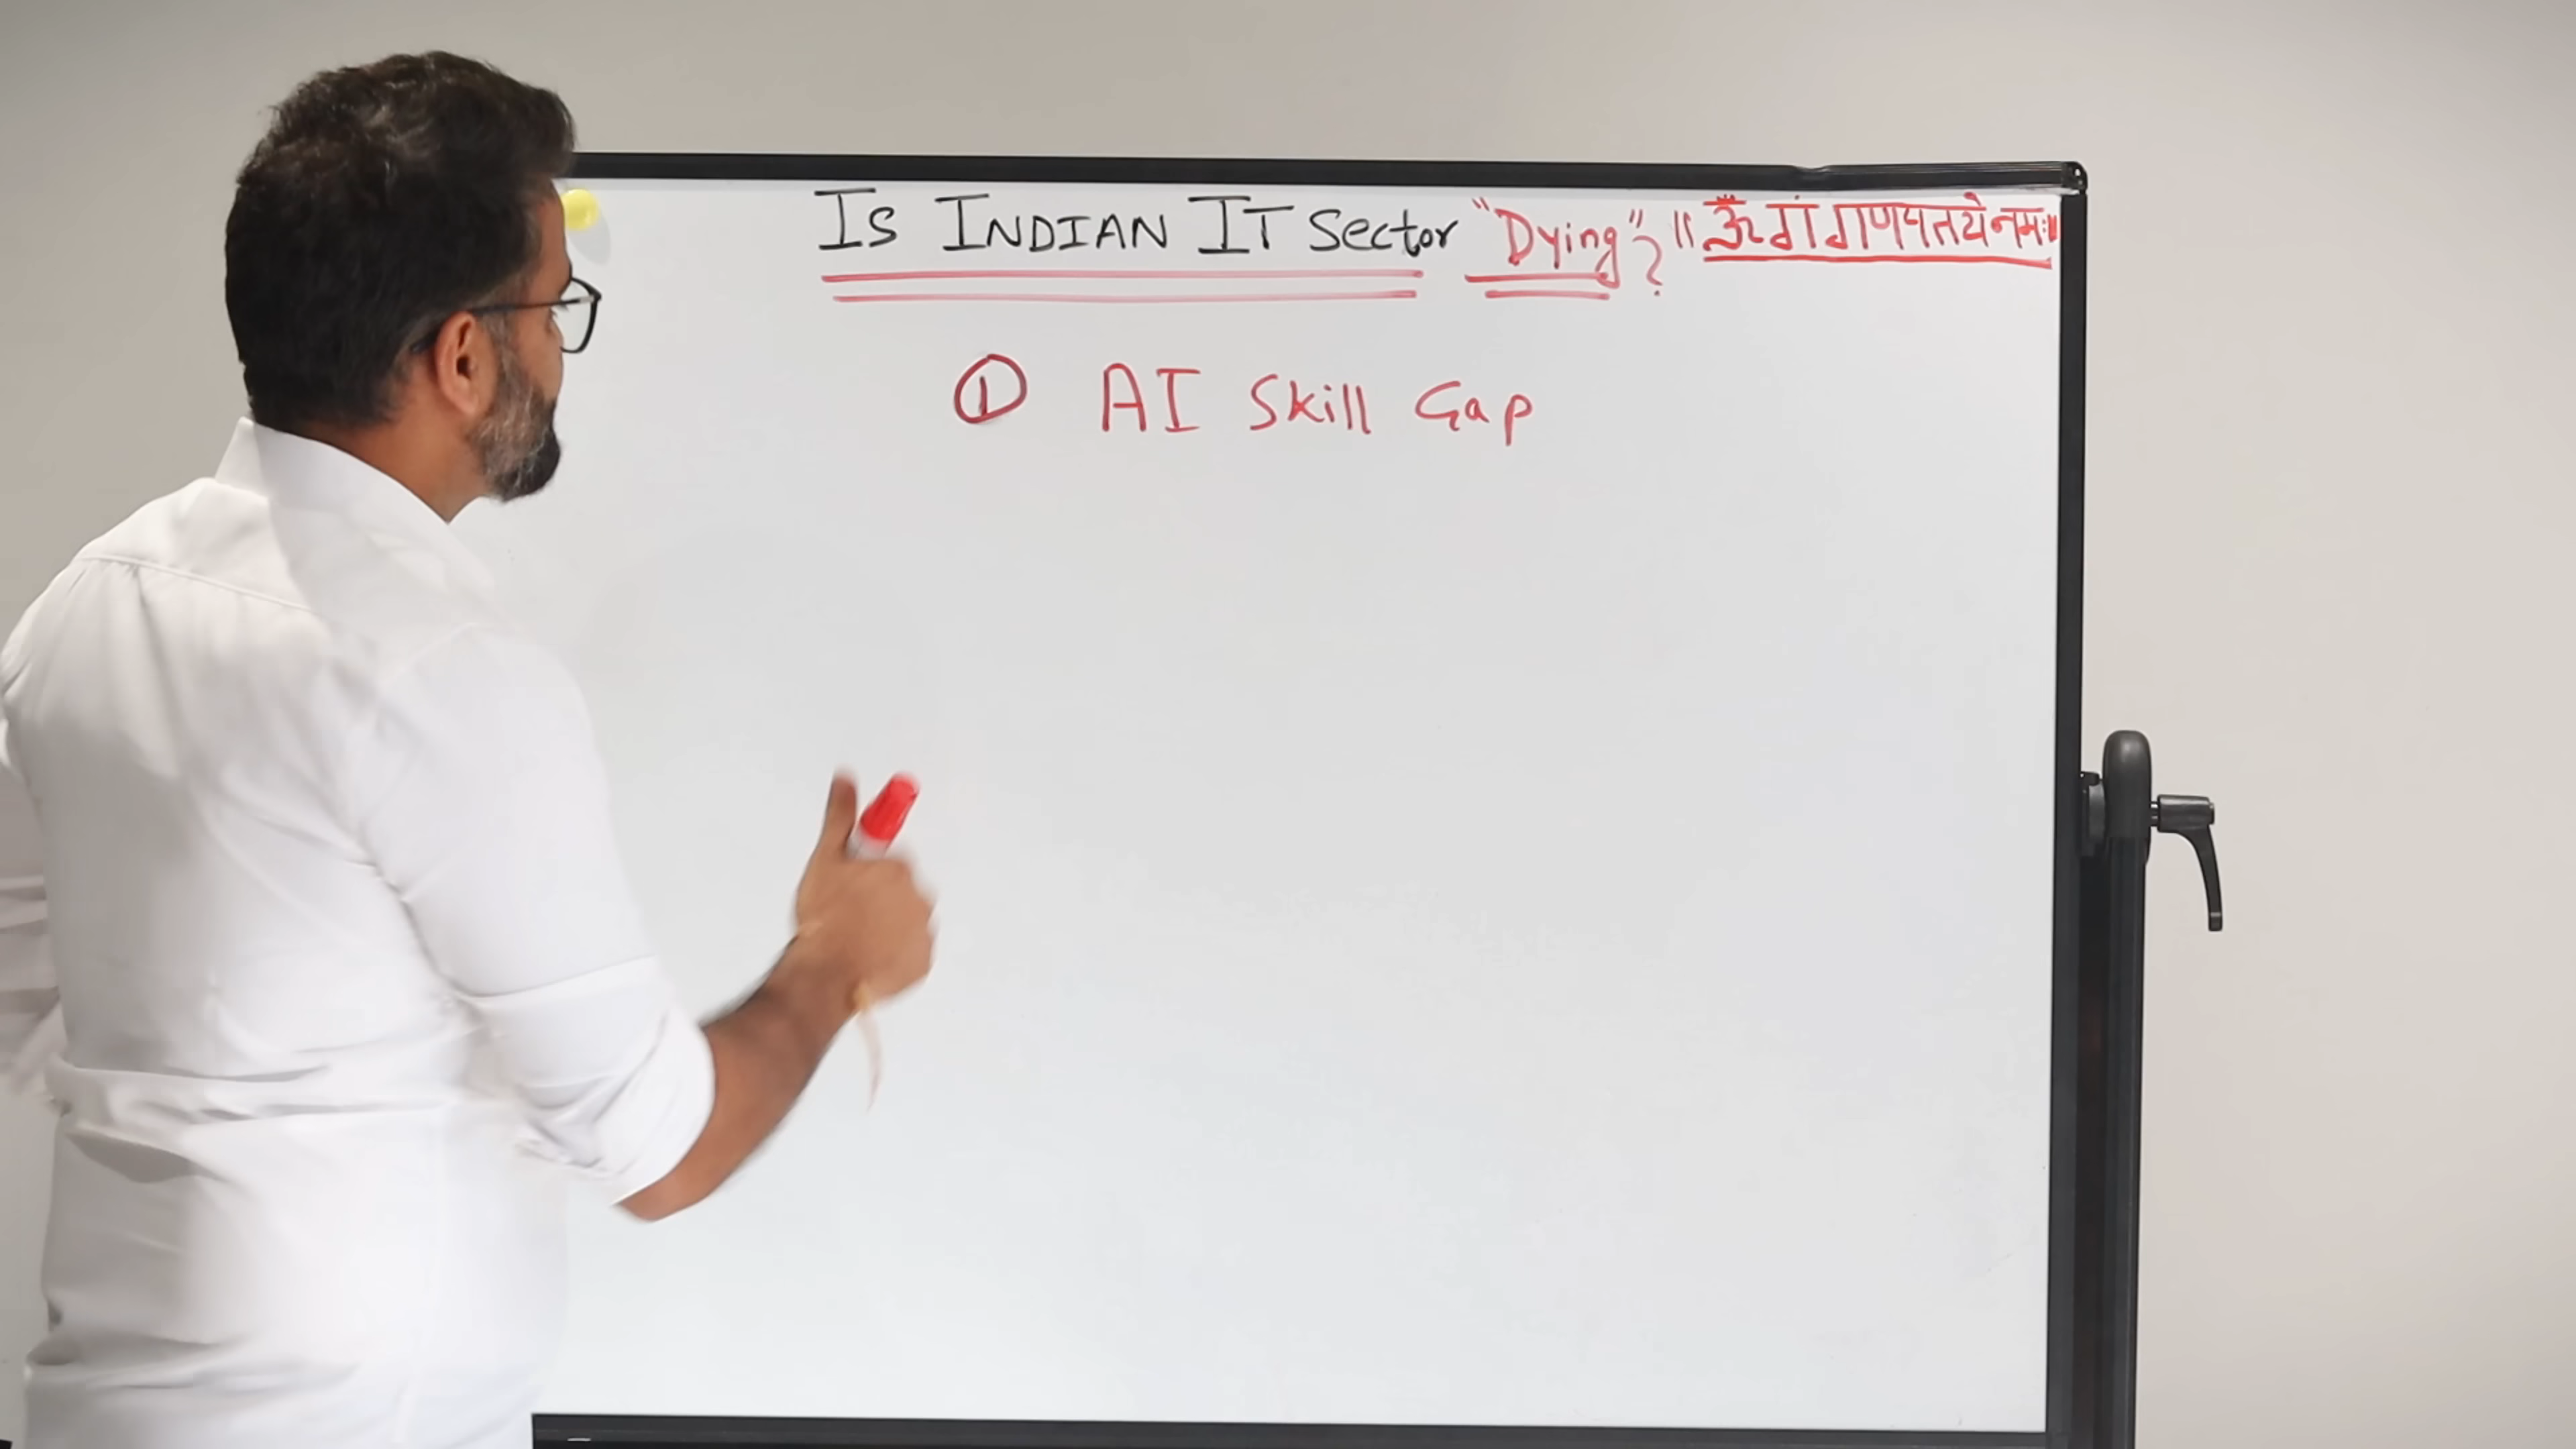 Is INDIAN IT Sector "Dying"? ॥ ॐ गं गणपतये नमः॥
① AI Skill Gap